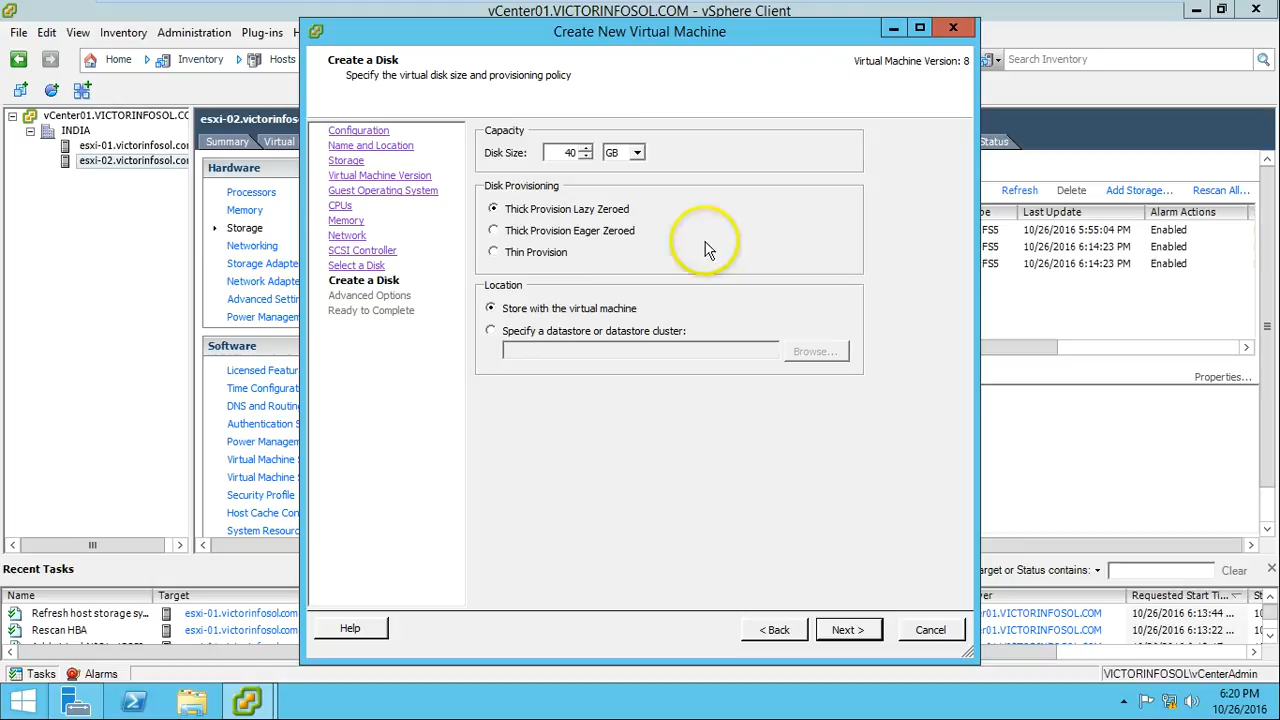 vCenter01.VICTORINFOSOL.COM - vSphere Client
File Edit View Inventory Administration Plug-ins
Home Inventory Hosts
Search Inventory
vCenter01.VICTORINFOSOL.CC
INDIA
esxi-01.victorinfosol.com
esxi-02.victorinfosol.com
esxi-02.victorinfoso
Summary Virtual
Hardware
Processors
Memory
Storage
Networking
Storage Adapte
Network Adapte
Advanced Settin
Power Managem
Software
Licensed Featur
Time Configurat
DNS and Routin
Authentication S
Power Managem
Virtual Machine S
Virtual Machine S
Security Profile
Host Cache Con
System Resourc
Create New Virtual Machine
Create a Disk
Specify the virtual disk size and provisioning policy
Virtual Machine Version: 8
Configuration
Name and Location
Storage
Virtual Machine Version
Guest Operating System
CPUs
Memory
Network
SCSI Controller
Select a Disk
Create a Disk
Advanced Options
Ready to Complete
Capacity
Disk Size: 40 GB
Disk Provisioning
Thick Provision Lazy Zeroed
Thick Provision Eager Zeroed
Thin Provision
Location
Store with the virtual machine
Specify a datastore or datastore cluster:
Browse...
Help < Back Next > Cancel
Status
Refresh Delete Add Storage... Rescan All...
pe Last Update Alarm Actions
FS5 10/26/2016 5:55:04 PM Enabled
FS5 10/26/2016 6:14:23 PM Enabled
FS5 10/26/2016 6:14:23 PM Enabled
Properties...
Recent Tasks
arget or Status contains: Clear
Name Target
Refresh host storage sy... esxi-01.victorinfosol.com
Rescan HBA esxi-01.victorinfosol.com
ver Requested Start Ti...
er01.VICTORINFOSOL.COM 10/26/2016 6:13:44 ...
er01.VICTORINFOSOL.COM 10/26/2016 6:13:22 ...
Tasks Alarms
VICTORINFOSOL\vCenterAdmin
6:20 PM
10/26/2016